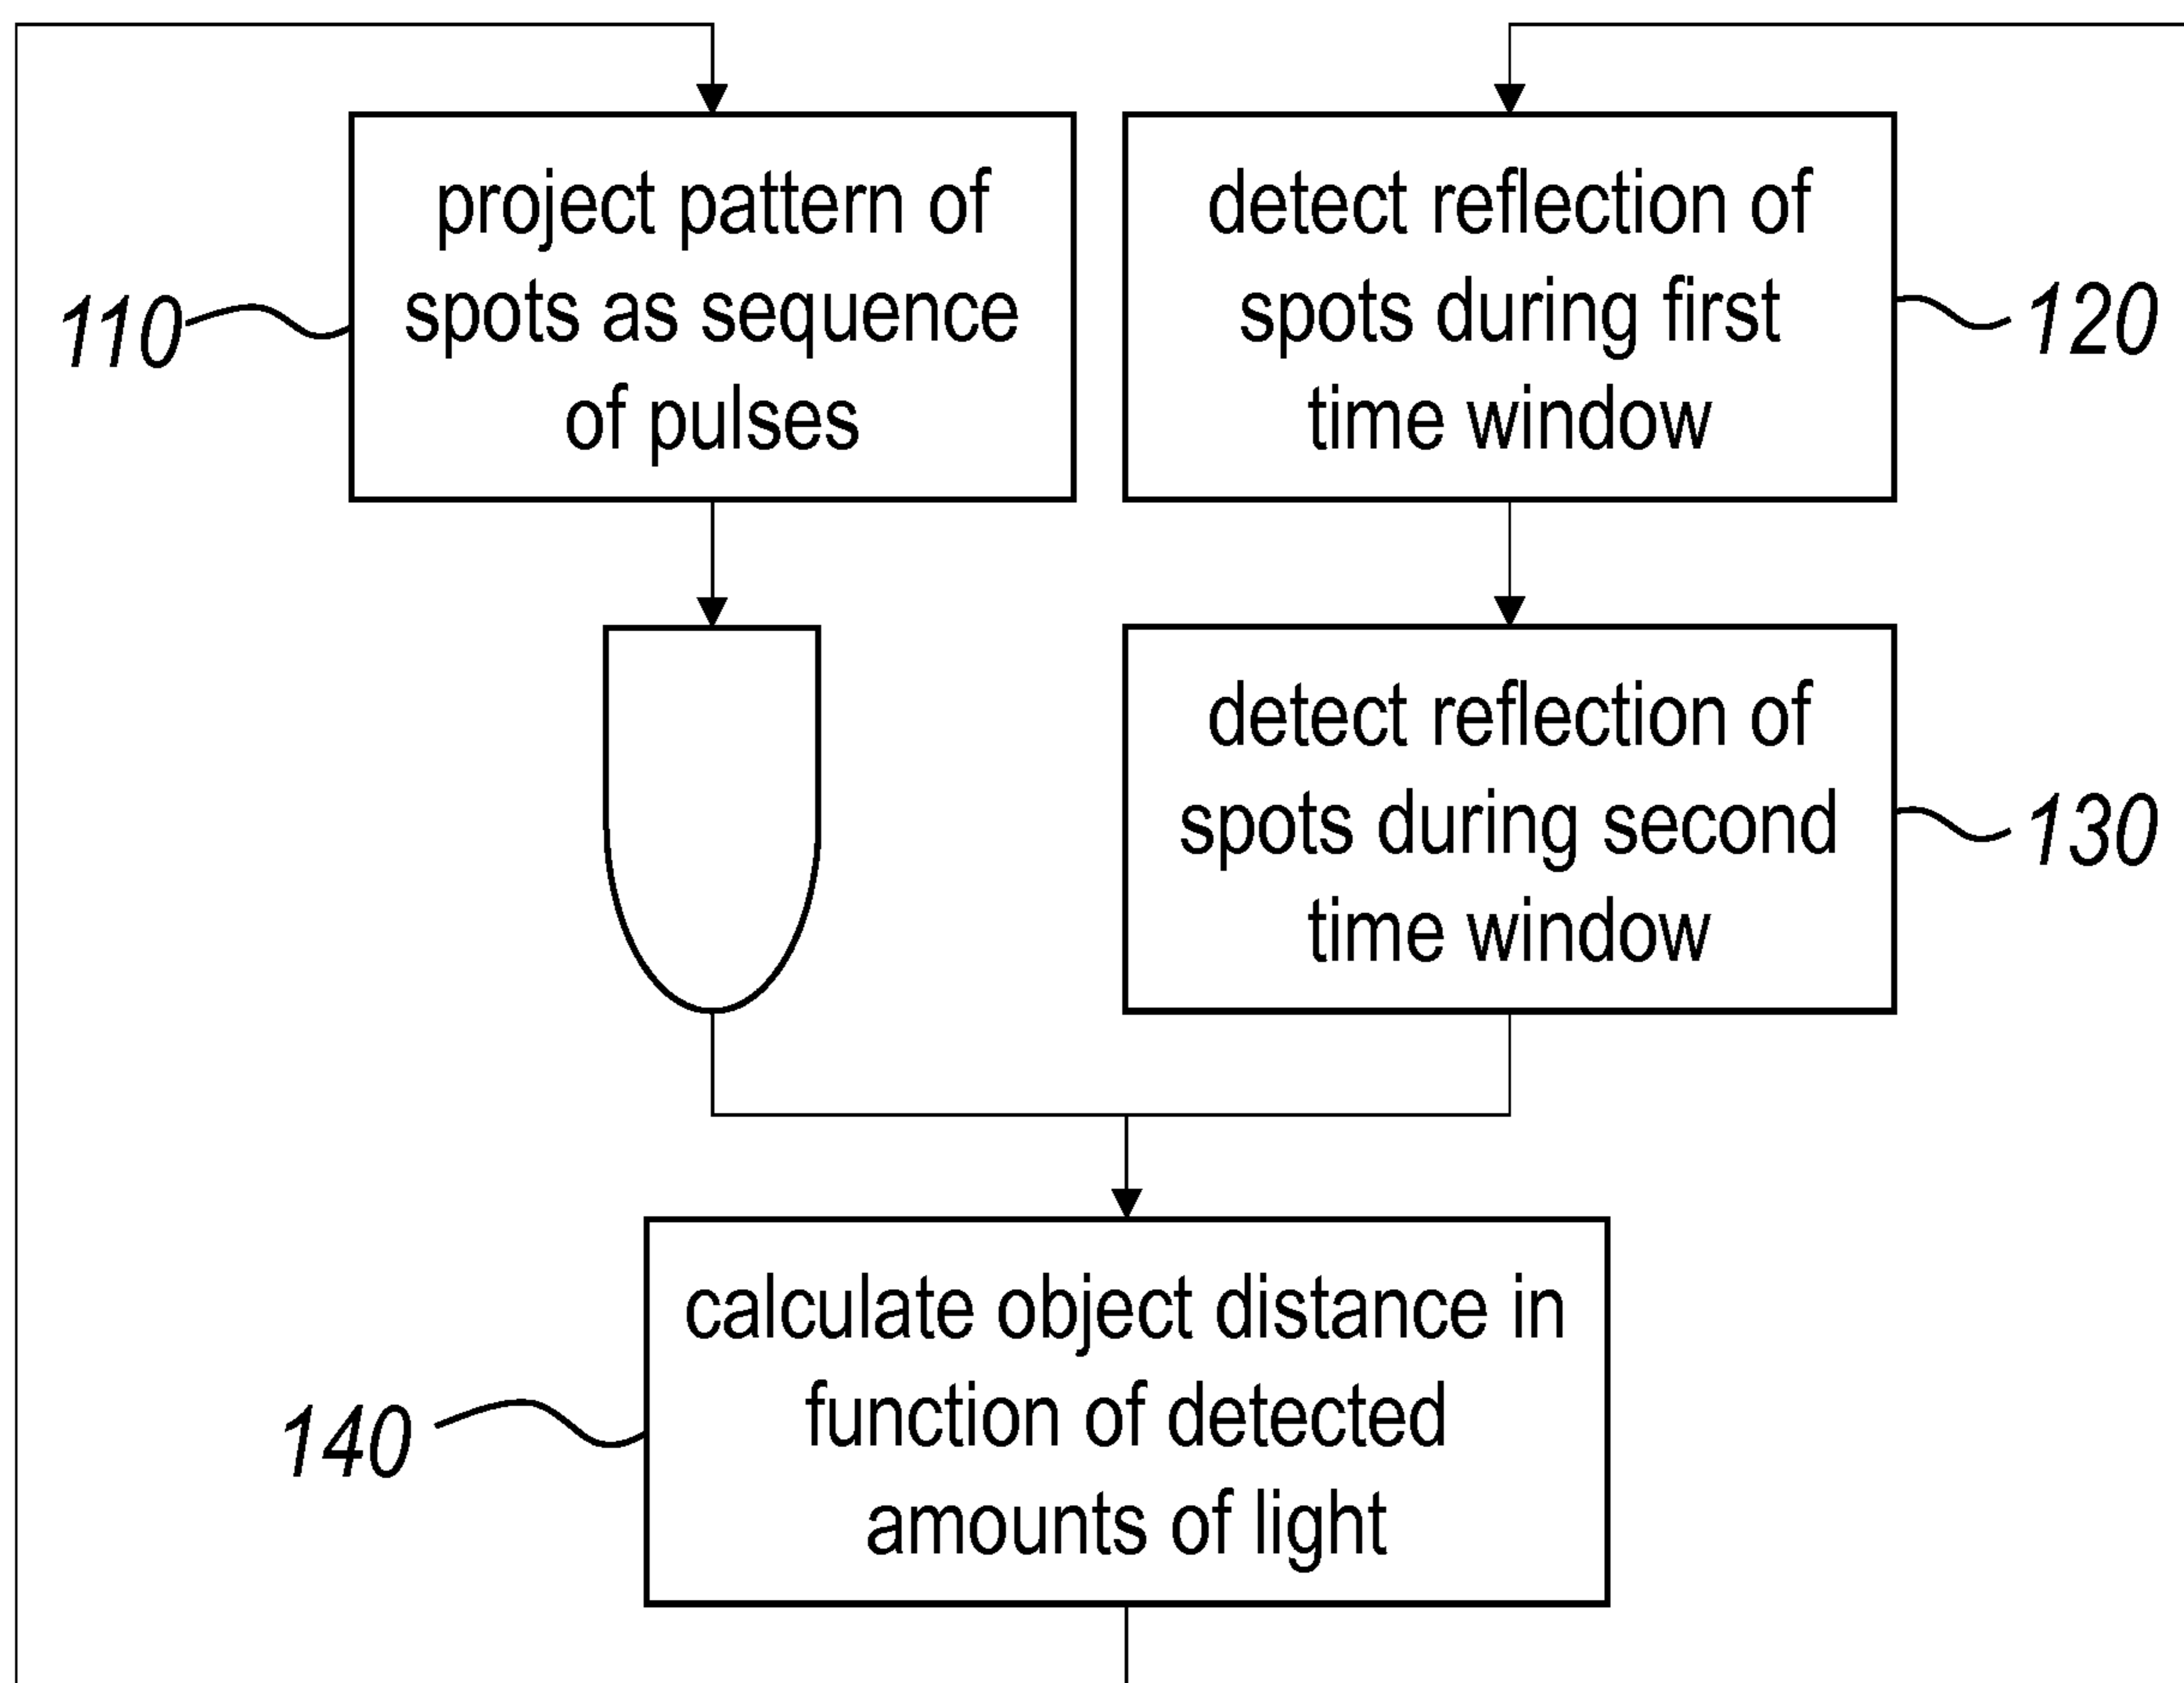 project pattern of
spots as sequence
of pulses
110
detect reflection of
spots during first
time window
120
detect reflection of
spots during second
time window
130
calculate object distance in
function of detected
amounts of light
140